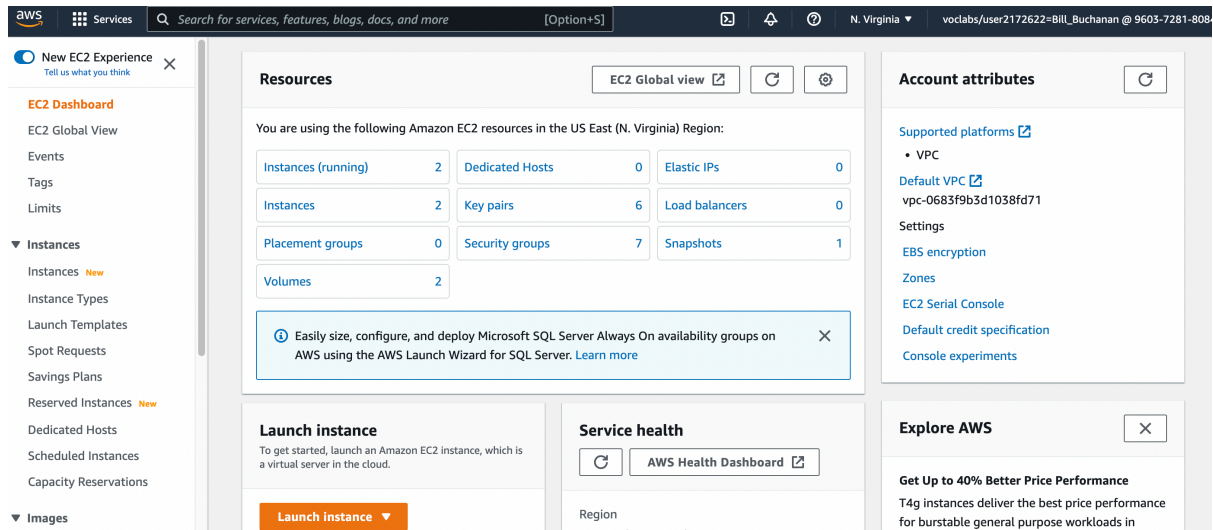 aws
Services
Search for services, features, blogs, docs, and more
[Option+S]
N. Virginia ▼
voclabs/user2172622=Bill_Buchanan @ 9603-7281-808
New EC2 Experience
Tell us what you think
EC2 Dashboard
EC2 Global View
Events
Tags
Limits
▼ Instances
Instances New
Instance Types
Launch Templates
Spot Requests
Savings Plans
Reserved Instances New
Dedicated Hosts
Scheduled Instances
Capacity Reservations
▼ Images
Resources
EC2 Global view
You are using the following Amazon EC2 resources in the US East (N. Virginia) Region:
Instances (running) 2
Dedicated Hosts 0
Elastic IPs 0
Instances 2
Key pairs 6
Load balancers 0
Placement groups 0
Security groups 7
Snapshots 1
Volumes 2
Easily size, configure, and deploy Microsoft SQL Server Always On availability groups on
AWS using the AWS Launch Wizard for SQL Server. Learn more
Launch instance
To get started, launch an Amazon EC2 instance, which is
a virtual server in the cloud.
Launch instance ▼
Service health
AWS Health Dashboard
Region
Account attributes
Supported platforms
• VPC
Default VPC
vpc-0683f9b3d1038fd71
Settings
EBS encryption
Zones
EC2 Serial Console
Default credit specification
Console experiments
Explore AWS
Get Up to 40% Better Price Performance
T4g instances deliver the best price performance
for burstable general purpose workloads in